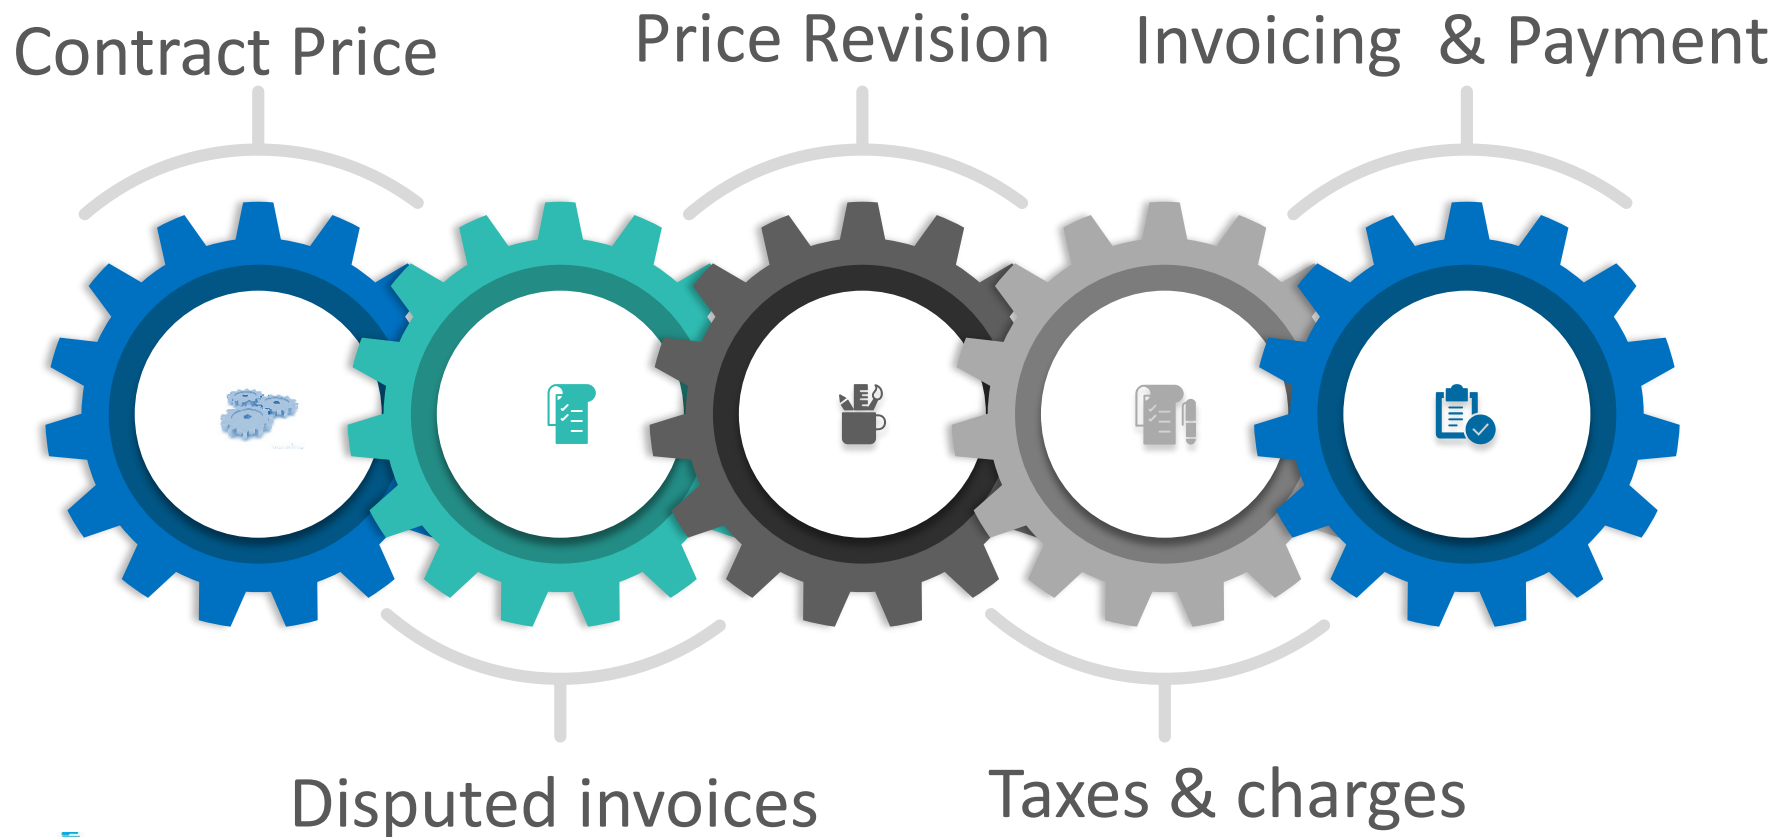 Contract Price
Price Revision
Invoicing & Payment
Disputed invoices
Taxes & charges